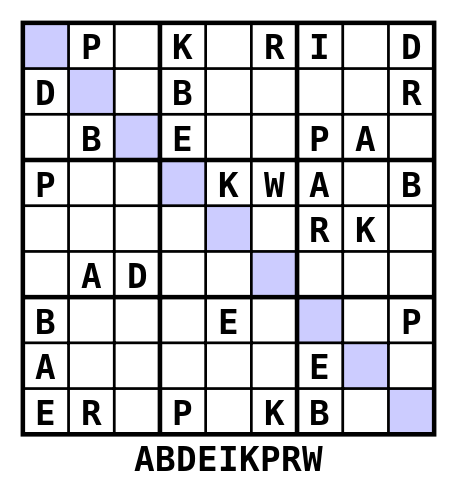 P K R I D
D B R
B E P A
P K W A B
R K
A D
B E P
A E
E R P K B
ABDEIKPRW